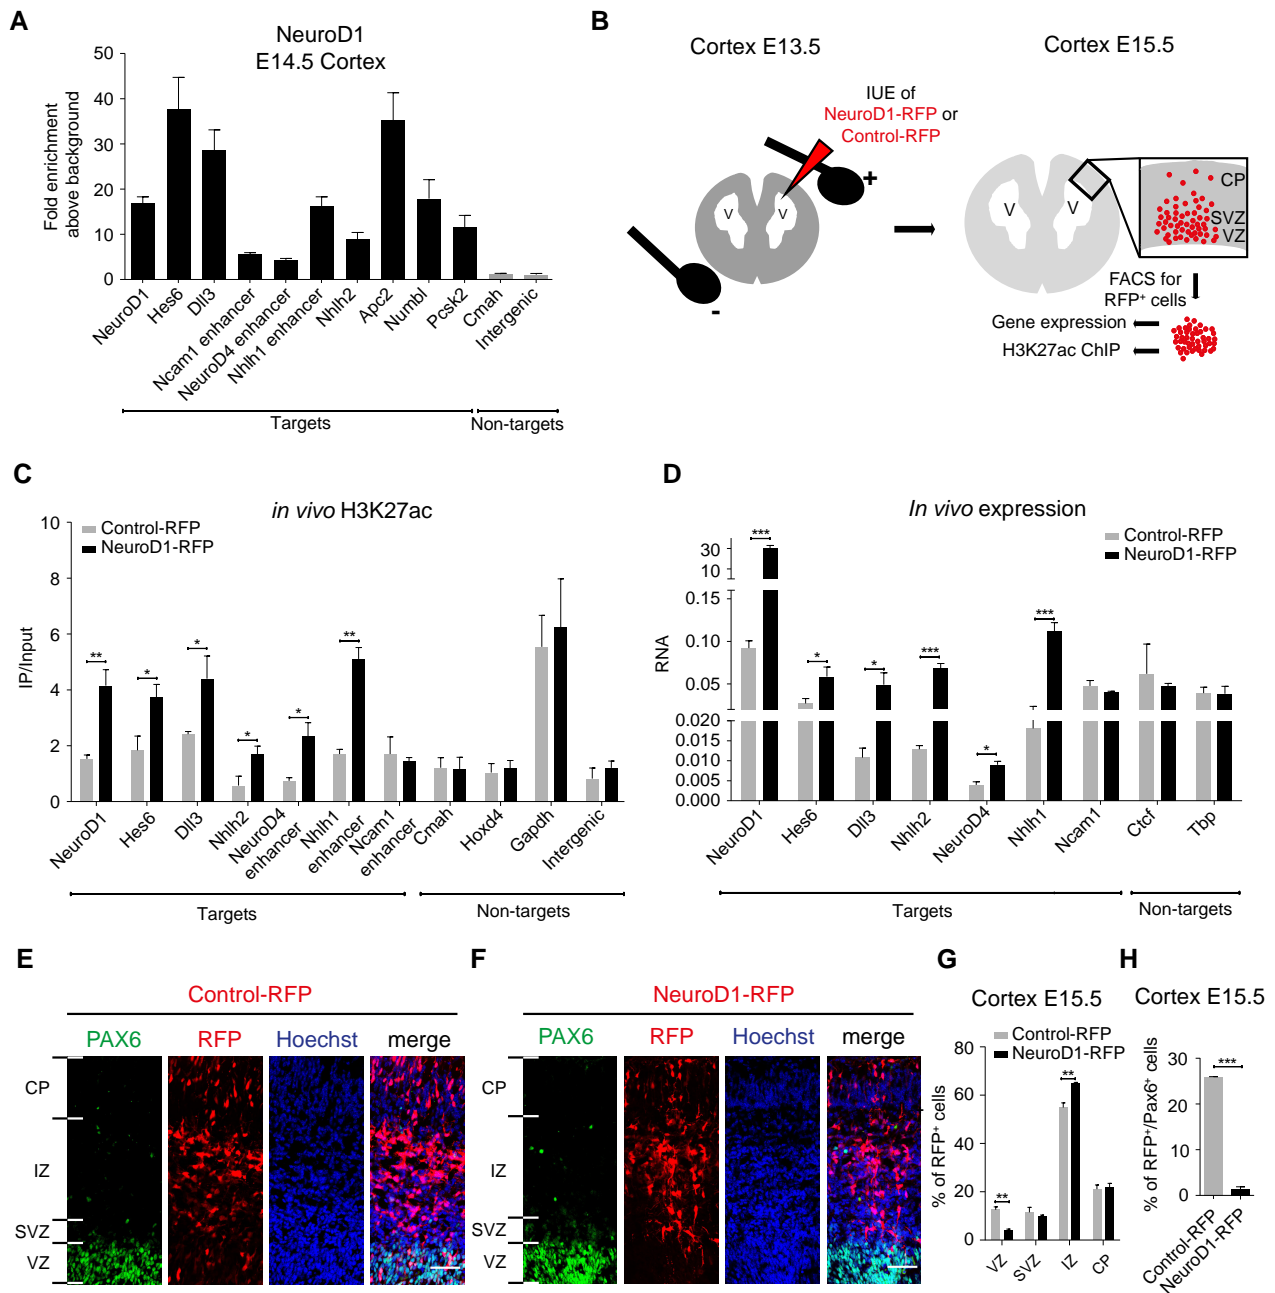 A
NeuroD1
E14.5 Cortex
Fold enrichment
above background
50
40
30
20
10
0
NeuroD1
Hes6
Dll3
Ncam1 enhancer
NeuroD4 enhancer
Nhlh1 enhancer
Nhlh2
Apc2
Numbl
Pcsk2
Cmah
Intergenic
Targets
Non-targets
B
Cortex E13.5
Cortex E15.5
IUE of
NeuroD1-RFP or
Control-RFP
+
-
V
V
V
V
CP
SVZ
VZ
FACS for
RFP⁺ cells
Gene expression
H3K27ac ChIP
C
in vivo H3K27ac
Control-RFP
NeuroD1-RFP
IP/Input
10
8
6
4
2
0
**
*
*
*
*
**
NeuroD1
Hes6
Dll3
Nhlh2
NeuroD4
enhancer
Nhlh1
enhancer
Ncam1
enhancer
Cmah
Hoxd4
Gapdh
Intergenic
Targets
Non-targets
D
In vivo expression
Control-RFP
NeuroD1-RFP
RNA
30
10
0.15
0.10
0.05
0.020
0.015
0.010
0.005
0.000
***
*
*
***
*
***
NeuroD1
Hes6
Dll3
Nhlh2
NeuroD4
Nhlh1
Ncam1
Ctcf
Tbp
Targets
Non-targets
E
Control-RFP
PAX6
RFP
Hoechst
merge
CP
IZ
SVZ
VZ
F
NeuroD1-RFP
PAX6
RFP
Hoechst
merge
CP
IZ
SVZ
VZ
G
Cortex E15.5
Control-RFP
NeuroD1-RFP
% of RFP⁺ cells
80
60
40
20
0
**
**
VZ
SVZ
IZ
CP
H
Cortex E15.5
% of RFP⁺/Pax6⁺ cells
30
20
10
0
***
Control-RFP
NeuroD1-RFP